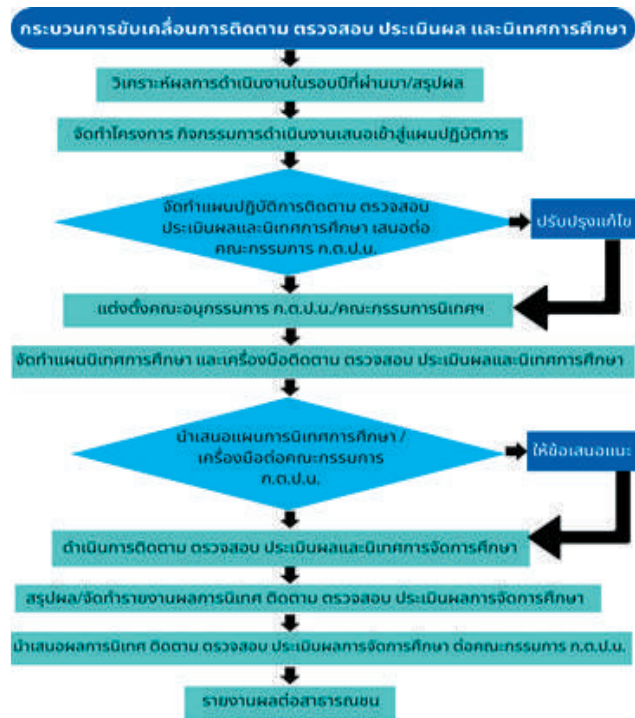 กระบวนการขับเคลื่อนการติดตาม ตรวจสอบ ประเมินผล และนิเทศการศึกษา
วิเคราะห์ผลการดำเนินงานในรอบปีที่ผ่านมา/สรุปผล
จัดทำโครงการ กิจกรรมการดำเนินงานเสนอเข้าสู่แผนปฏิบัติการ
จัดทำแผนปฏิบัติการติดตาม ตรวจสอบ
ประเมินผลและนิเทศการศึกษา เสนอต่อ
คณะกรรมการ ก.ต.ป.น.
ปรับปรุงแก้ไข
แต่งตั้งคณะอนุกรรมการ ก.ต.ป.น./คณะกรรมการนิเทศฯ
จัดทำแผนนิเทศการศึกษา และเครื่องมือติดตาม ตรวจสอบ ประเมินผลและนิเทศการศึกษา
นำเสนอแผนการนิเทศการศึกษา /
เครื่องมือต่อคณะกรรมการ
ก.ต.ป.น.
ให้ข้อเสนอแนะ
ดำเนินการติดตาม ตรวจสอบ ประเมินผลและนิเทศการจัดการศึกษา
สรุปผล/จัดทำรายงานผลการนิเทศ ติดตาม ตรวจสอบ ประเมินผลการจัดการศึกษา
นำเสนอผลการนิเทศ ติดตาม ตรวจสอบ ประเมินผลการจัดการศึกษา ต่อคณะกรรมการ ก.ต.ป.น.
รายงานผลต่อสาธารณชน